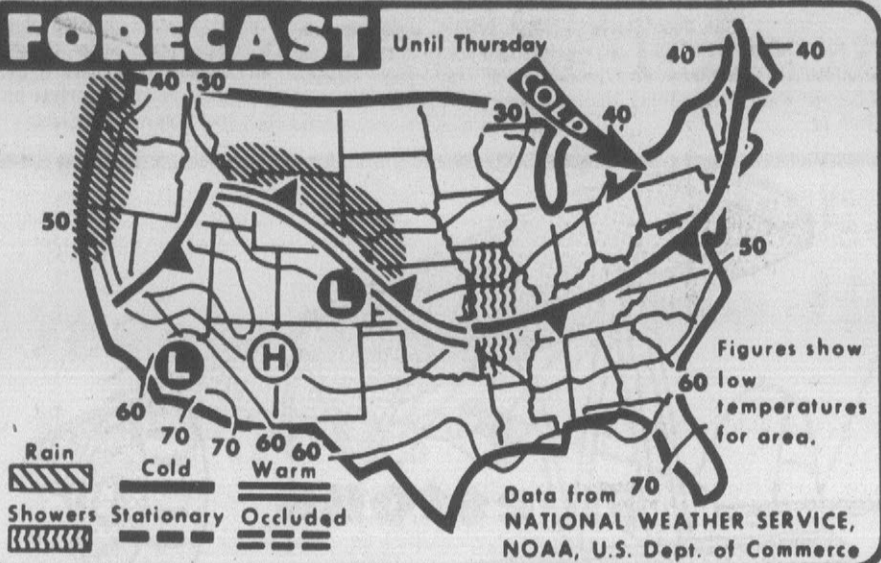 FORECAST
Until Thursday
COLD
40 30
30 40
40 40
50
50
L
L
H
60
70 70 60 60
60
70
Figures show
low
temperatures
for area.
Rain
Cold
Warm
Showers
Stationary
Occluded
Data from
NATIONAL WEATHER SERVICE,
NOAA, U.S. Dept. of Commerce